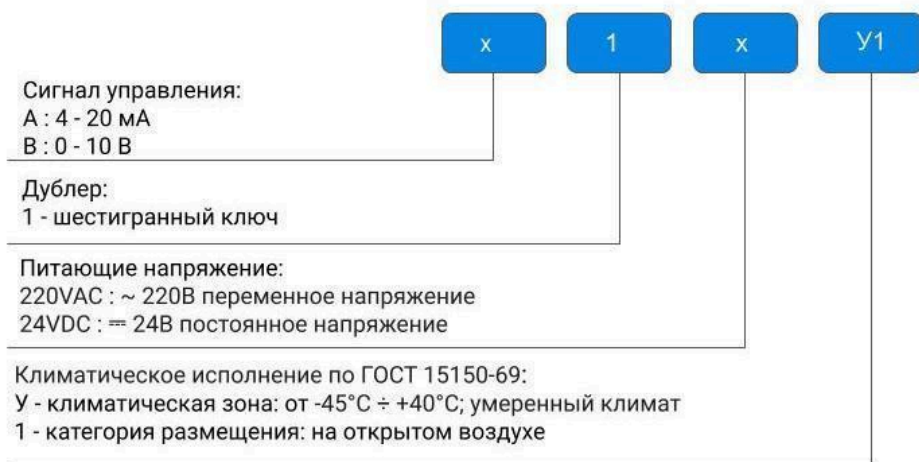 x 1 x У1
Сигнал управления:
А : 4 - 20 мА
В : 0 - 10 В
Дублер:
1 - шестигранный ключ
Питающие напряжение:
220VAC : ~ 220В переменное напряжение
24VDC : ⎓ 24В постоянное напряжение
Климатическое исполнение по ГОСТ 15150-69:
У - климатическая зона: от -45°С ÷ +40°С; умеренный климат
1 - категория размещения: на открытом воздухе